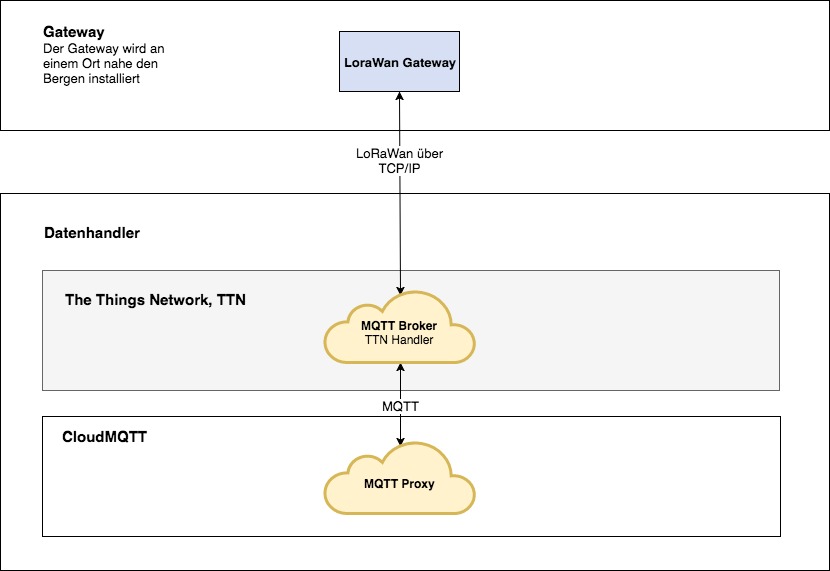 Gateway
Der Gateway wird an
einem Ort nahe den
Bergen installiert
LoraWan Gateway
LoRaWan über
TCP/IP
Datenhandler
The Things Network, TTN
MQTT Broker
TTN Handler
MQTT
CloudMQTT
MQTT Proxy